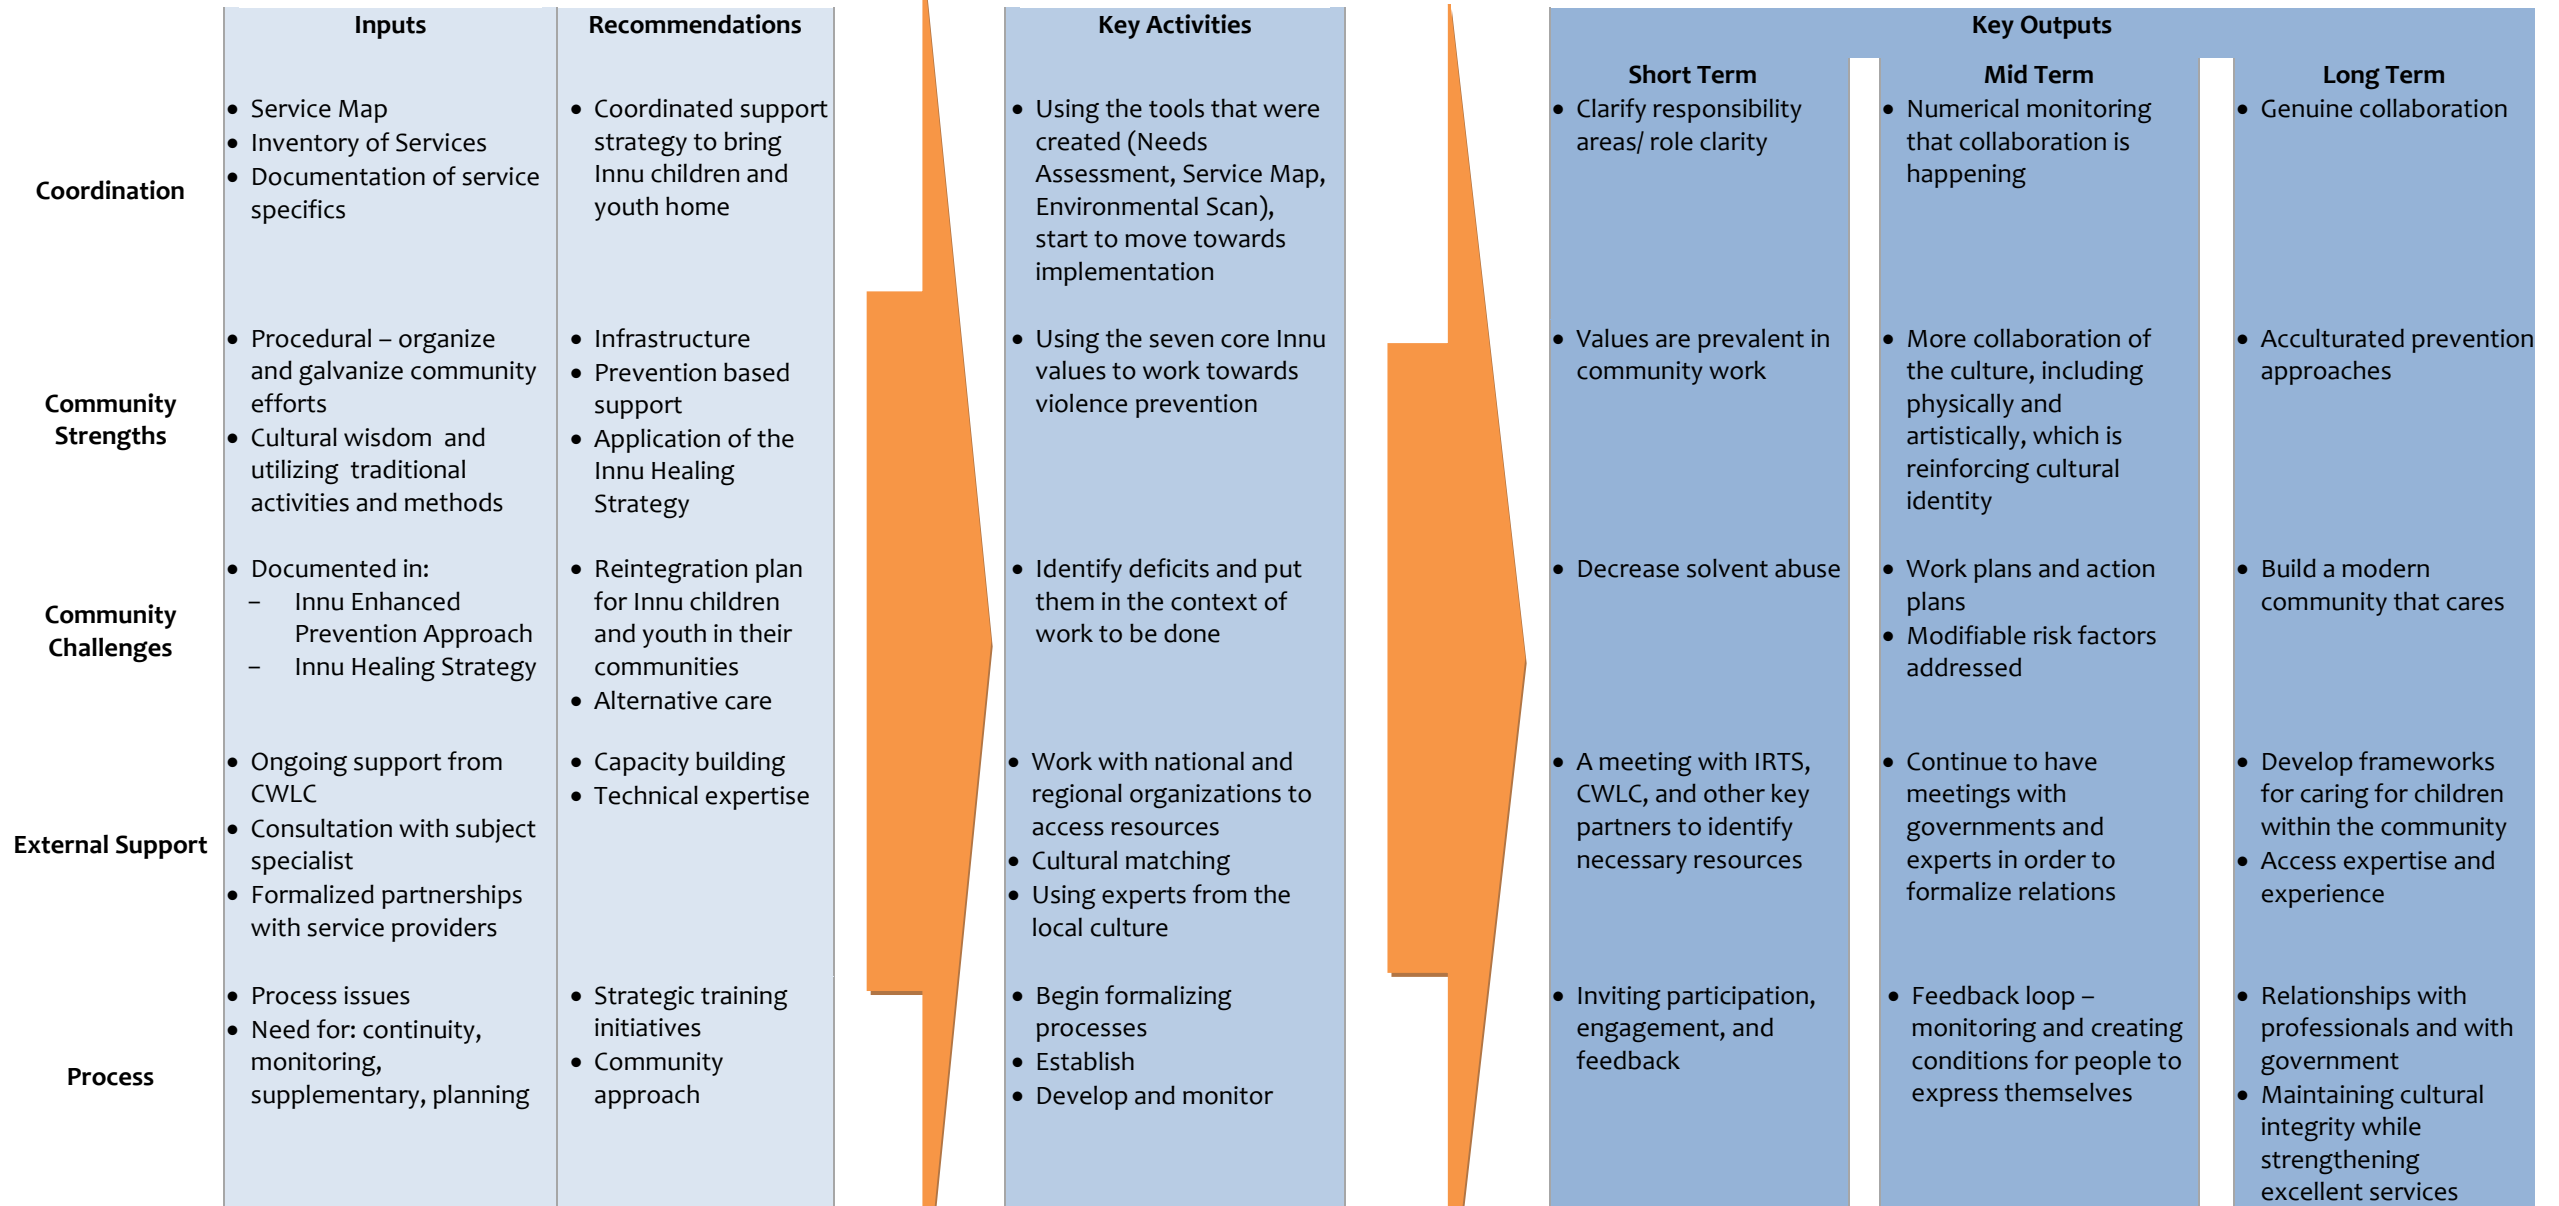 Inputs
Recommendations
Key Activities
Key Outputs
Short Term
Mid Term
Long Term
Coordination
• Service Map
• Inventory of Services
• Documentation of service
specifics
• Coordinated support
strategy to bring
Innu children and
youth home
• Using the tools that were
created (Needs
Assessment, Service Map,
Environmental Scan),
start to move towards
implementation
• Clarify responsibility
areas/ role clarity
• Numerical monitoring
that collaboration is
happening
• Genuine collaboration
Community
Strengths
• Procedural – organize
and galvanize community
efforts
• Cultural wisdom and
utilizing traditional
activities and methods
• Infrastructure
• Prevention based
support
• Application of the
Innu Healing
Strategy
• Using the seven core Innu
values to work towards
violence prevention
• Values are prevalent in
community work
• More collaboration of
the culture, including
physically and
artistically, which is
reinforcing cultural
identity
• Acculturated prevention
approaches
Community
Challenges
• Documented in:
– Innu Enhanced
Prevention Approach
– Innu Healing Strategy
• Reintegration plan
for Innu children
and youth in their
communities
• Alternative care
• Identify deficits and put
them in the context of
work to be done
• Decrease solvent abuse
• Work plans and action
plans
• Modifiable risk factors
addressed
• Build a modern
community that cares
External Support
• Ongoing support from
CWLC
• Consultation with subject
specialist
• Formalized partnerships
with service providers
• Capacity building
• Technical expertise
• Work with national and
regional organizations to
access resources
• Cultural matching
• Using experts from the
local culture
• A meeting with IRTS,
CWLC, and other key
partners to identify
necessary resources
• Continue to have
meetings with
governments and
experts in order to
formalize relations
• Develop frameworks
for caring for children
within the community
• Access expertise and
experience
Process
• Process issues
• Need for: continuity,
monitoring,
supplementary, planning
• Strategic training
initiatives
• Community
approach
• Begin formalizing
processes
• Establish
• Develop and monitor
• Inviting participation,
engagement, and
feedback
• Feedback loop –
monitoring and creating
conditions for people to
express themselves
• Relationships with
professionals and with
government
• Maintaining cultural
integrity while
strengthening
excellent services